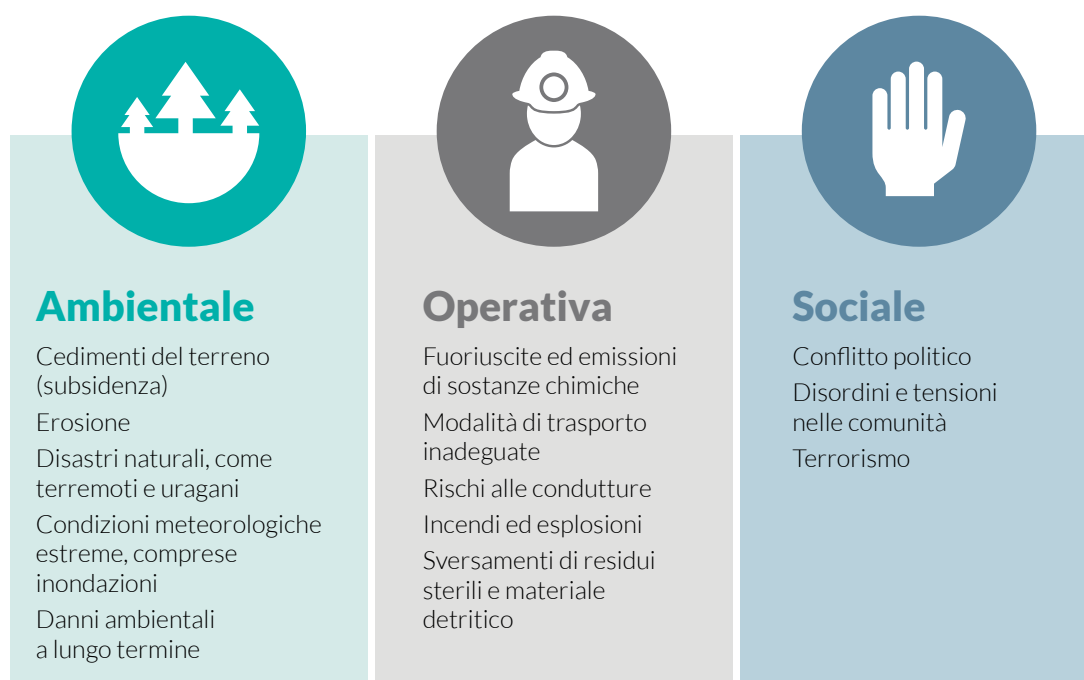 Ambientale
Cedimenti del terreno
(subsidenza)
Erosione
Disastri naturali, come
terremoti e uragani
Condizioni meteorologiche
estreme, comprese
inondazioni
Danni ambientali
a lungo termine
Operativa
Fuoriuscite ed emissioni
di sostanze chimiche
Modalità di trasporto
inadeguate
Rischi alle condutture
Incendi ed esplosioni
Sversamenti di residui
sterili e materiale
detritico
Sociale
Conflitto politico
Disordini e tensioni
nelle comunità
Terrorismo